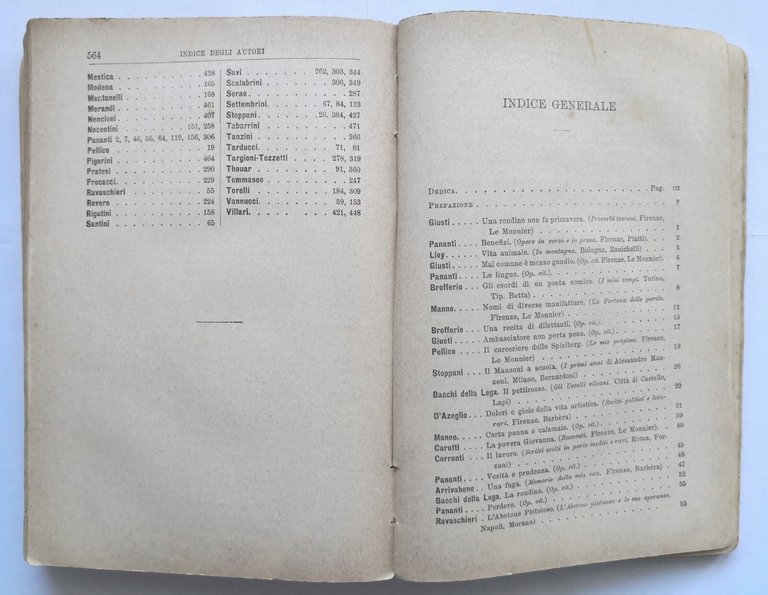 564 INDICE DEGLI AUTORI
Mestica . . . . . . . . . . 438
Modena . . . . . . . . . . 165
Montanelli . . . . . . . . . 168
Morandi . . . . . . . . . . 461
Nencioni . . . . . . . . . . 407
Nocentini . . . . . . . 151, 258
Pananti 2, 7, 46, 55, 64, 119, 156, 306
Pellico . . . . . . . . . . 19
Pigorini . . . . . . . . . . 464
Pratesi . . . . . . . . . . 290
Procacci. . . . . . . . . . 229
Ravaschieri . . . . . . . . . 55
Revere . . . . . . . . . . 224
Rigutini . . . . . . . . . . 158
Santini . . . . . . . . . . 65
Savi . . . . . . 262, 303, 344
Scalabrini . . . . . . 306, 349
Serao . . . . . . . . . . 287
Settembrini . . . . . 67, 84, 133
Stoppani . . . . . 26, 384, 427
Tabarrini . . . . . . . . . 471
Tanzini . . . . . . . . . . 366
Tarducci . . . . . . . . 71, 81
Targioni-Tozzetti . . . . 278, 319
Thouar . . . . . . . . 91, 360
Tommaseo . . . . . . . . . 247
Torelli . . . . . . . . 184, 309
Vannucci. . . . . . . . 59, 153
Villari. . . . . . . . 421, 448
INDICE GENERALE
DEDICA. . . . . . . . . . . . . . . Pag. III
PREFAZIONE . . . . . . . . . . . . . . . V
Giusti . . . . Una rondine non fa primavera. (Proverbi toscani. Firenze,
Le Monnier) . . . . . . . . . . . . 1
Pananti . . . . Benefizi. (Opere in verso e in prosa. Firenze, Piatti). . 2
Lioy. . . . . . Vita animale. (In montagna. Bologna, Zanichelli) . . 3
Giusti . . . . Mal comune è mezzo gaudio. (Op. cit. Firenze, Le Monnier). 6
Pananti . . . . Le lingue. (Op. cit.). . . . . . . . . . 7
Brofferio . . . Gli esordi di un poeta comico. (I miei tempi. Torino,
Tip. Botta) . . . . . . . . . . . . 8
Manno. . . . . Nomi di diverse manifatture. (La Fortuna delle parole.
Firenze, Le Monnier) . . . . . . . . . 12
Brofferio . . . Una recita di dilettanti. (Op. cit.) . . . . . . 13
Giusti . . . . Ambasciatore non porta pena. (Op. cit.) . . . . . 17
Pellico . . . . Il carceriere dello Spielberg. (Le mie prigioni. Firenze,
Le Monnier) . . . . . . . . . . . . 19
Stoppani . . . Il Manzoni a scuola. (I primi anni di Alessandro Man-
zoni. Milano, Bernardoni) . . . . . . . . 26
Bacchi della Lega. Il pettirosso. (Gli Uccelli silvani. Città di Castello,
Lapi) . . . . . . . . . . . . . . 29
D'Azeglio. . . Dolori e gioie della vita artistica. (Scritti politici e lette-
rari. Firenze, Barbèra) . . . . . . . . . 31
Manno. . . . . Carta penna e calamaio. (Op. cit.) . . . . . . 39
Carutti . . . . La povera Giovanna. (Racconti. Firenze, Le Monnier). . 40
Correnti . . . . Il lavoro. (Scritti scelti in parte inediti e rari. Roma, For-
zani) . . . . . . . . . . . . . . 45
Pananti . . . . Verità e prudenza. (Op. cit.) . . . . . . . . 46
Arrivabene . . Una fuga. (Memorie della mia vita. Firenze, Barbèra) 47
Bacchi della Lega. La rondine. (Op. cit.) . . . . . . . . 52
Pananti . . . . Perdere. (Op. cit.) . . . . . . . . . . 55
Ravaschieri . . L'Abetone Pistoiese. (L'Abetone pistoiese e le sue speranze.
Napoli, Morano) . . . . . . . . . . . 55